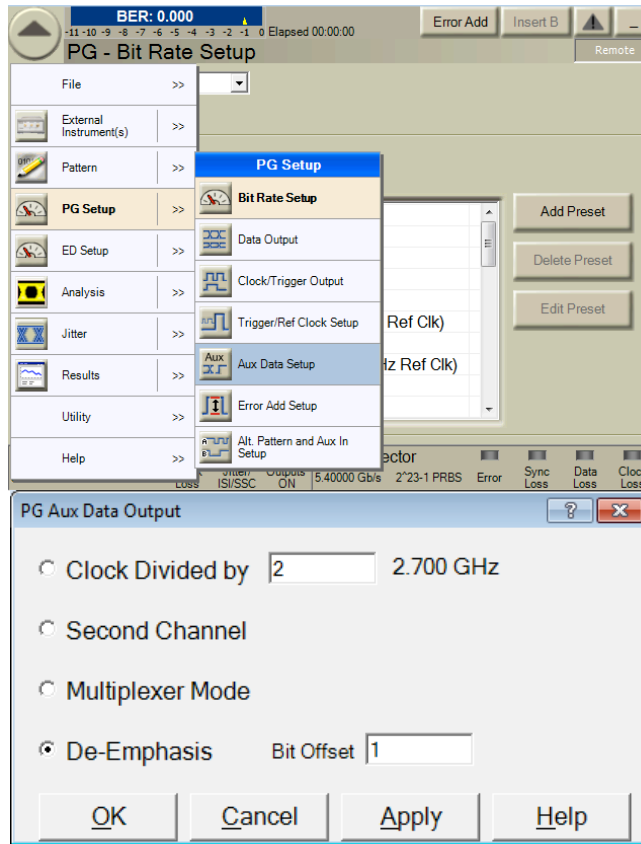 BER: 0.000
-11 -10 -9 -8 -7 -6 -5 -4 -3 -2 -1 0 Elapsed 00:00:00
Error Add
Insert B
PG - Bit Rate Setup
Remote
File >>
External
Instrument(s) >>
Pattern >>
PG Setup >>
ED Setup >>
Analysis >>
Jitter >>
Results >>
Utility >>
Help >>
PG Setup
Bit Rate Setup
Data Output
Clock/Trigger Output
Trigger/Ref Clock Setup
Aux Data Setup
Error Add Setup
Alt. Pattern and Aux In
Setup
Ref Clk)
Hz Ref Clk)
Add Preset
Delete Preset
Edit Preset
ector
Loss
Jitter/
ISI/SSC
Outputs
ON
5.40000 Gb/s
2^23-1 PRBS
Error
Sync
Loss
Data
Loss
Cloc
Loss
PG Aux Data Output
Clock Divided by 2 2.700 GHz
Second Channel
Multiplexer Mode
De-Emphasis Bit Offset 1
OK Cancel Apply Help